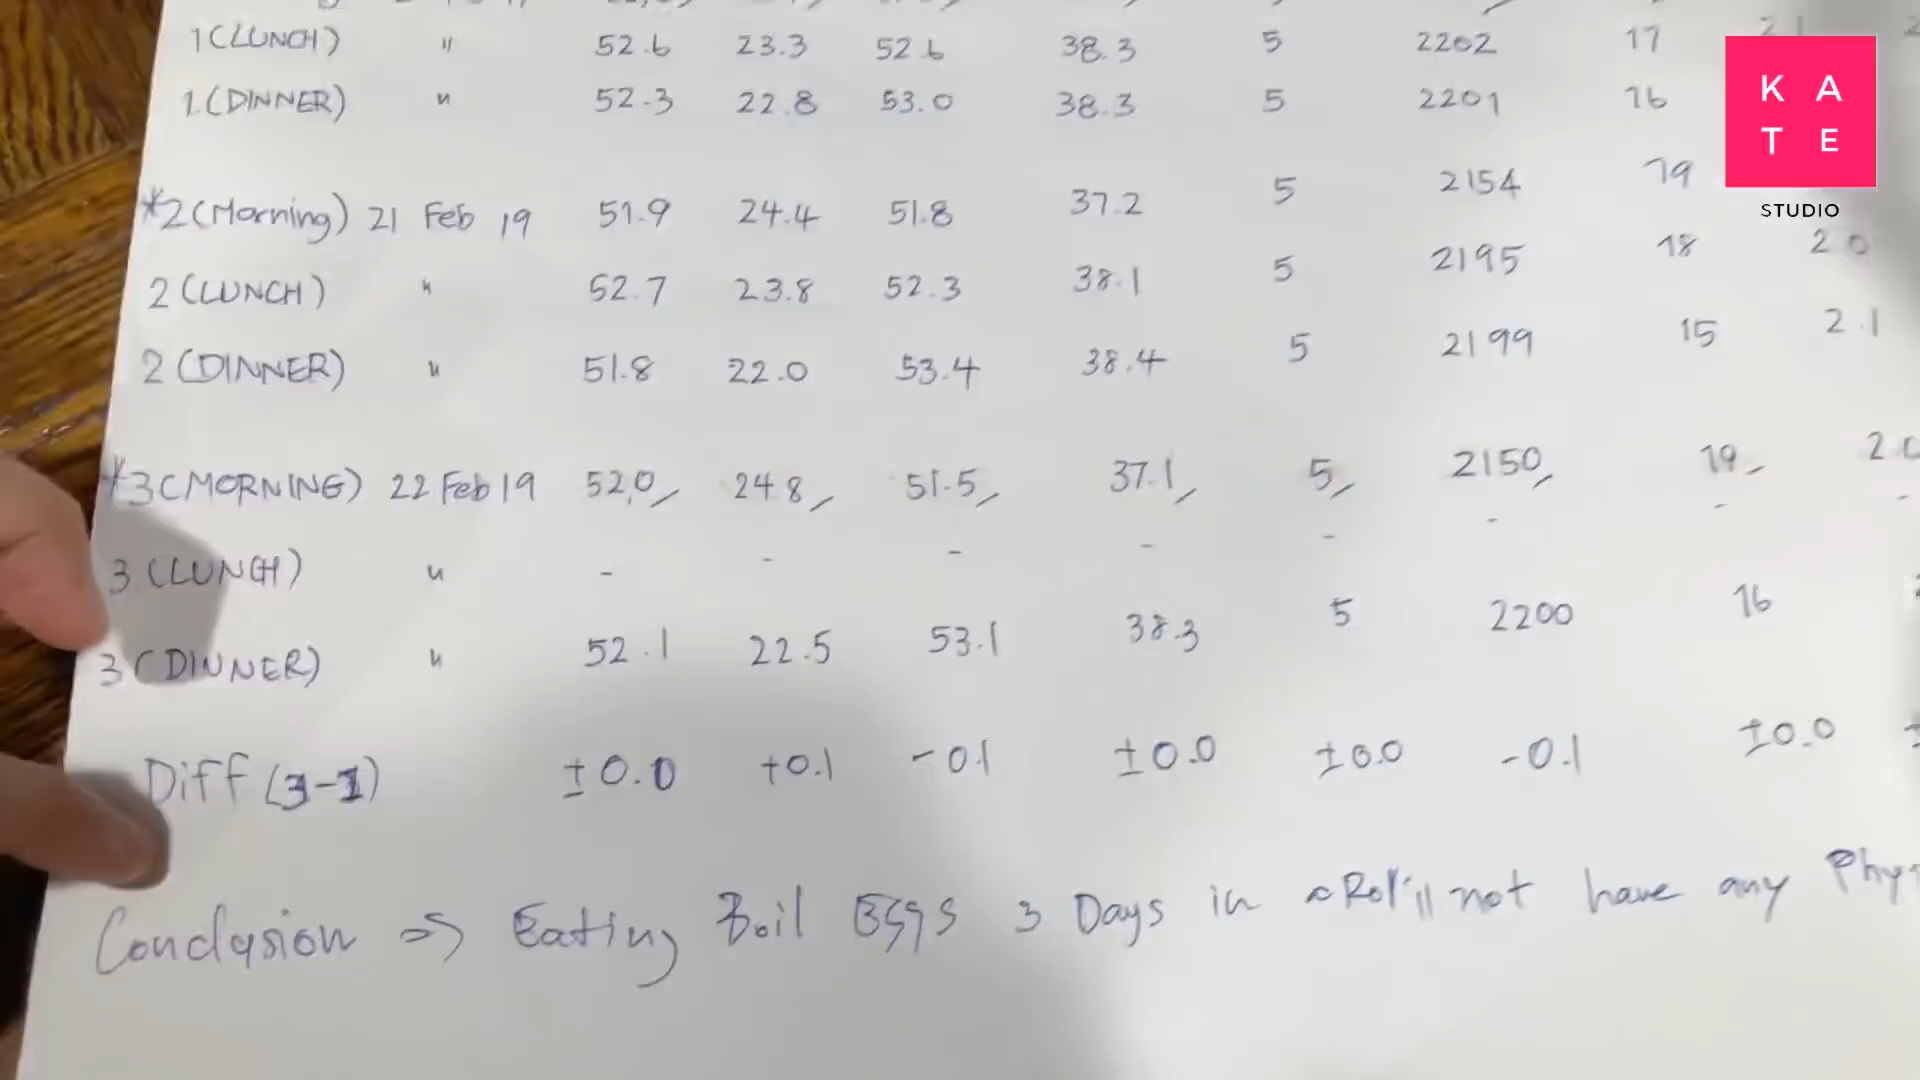 1 (LUNCH) " 52.6 23.3 52.6 38.3 5 2202 17 2.1
1 (DINNER) " 52.3 22.8 53.0 38.3 5 2201 16
*2 (Morning) 21 Feb 19 51.9 24.4 51.8 37.2 5 2154 19
2 (LUNCH) " 52.7 23.8 52.3 38.1 5 2195 18 20
2 (DINNER) " 51.8 22.0 53.4 38.4 5 2199 15 2.1
*3 (MORNING) 22 Feb 19 52.0 24.8 51.5 37.1 5 2150 19
3 (LUNCH) " - - - - - - - -
3 (DINNER) " 52.1 22.5 53.1 38.3 5 2200 16
Diff (3-1) ±0.0 +0.1 -0.1 ±0.0 ±0.0 -0.1 ±0.0
Conclusion => Eating Boil Eggs 3 Days in a not have any
KATE
STUDIO